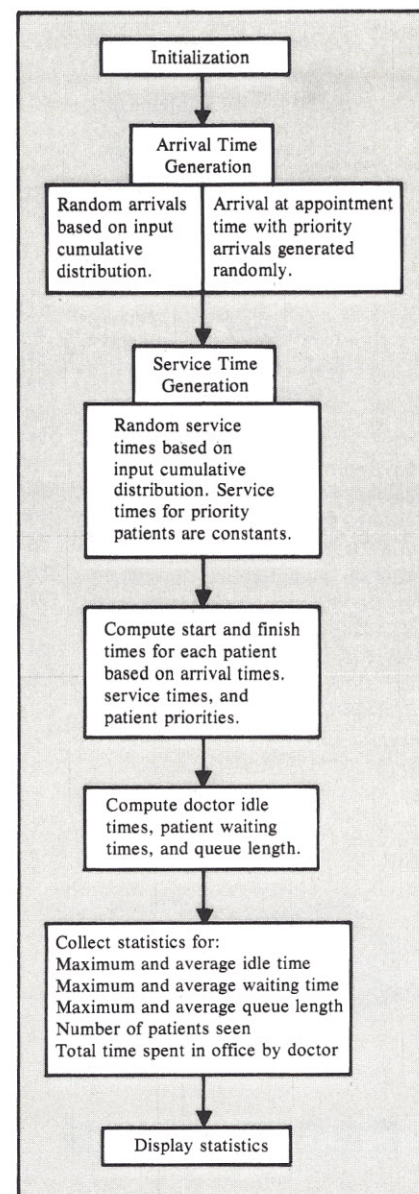 Initialization
Arrival Time
Generation
Random arrivals
based on input
cumulative
distribution.
Arrival at appointment
time with priority
arrivals generated
randomly.
Service Time
Generation
Random service
times based on
input cumulative
distribution. Service
times for priority
patients are constants.
Compute start and finish
times for each patient
based on arrival times.
service times, and
patient priorities.
Compute doctor idle
times, patient waiting
times, and queue length.
Collect statistics for:
Maximum and average idle time
Maximum and average waiting time
Maximum and average queue length
Number of patients seen
Total time spent in office by doctor
Display statistics